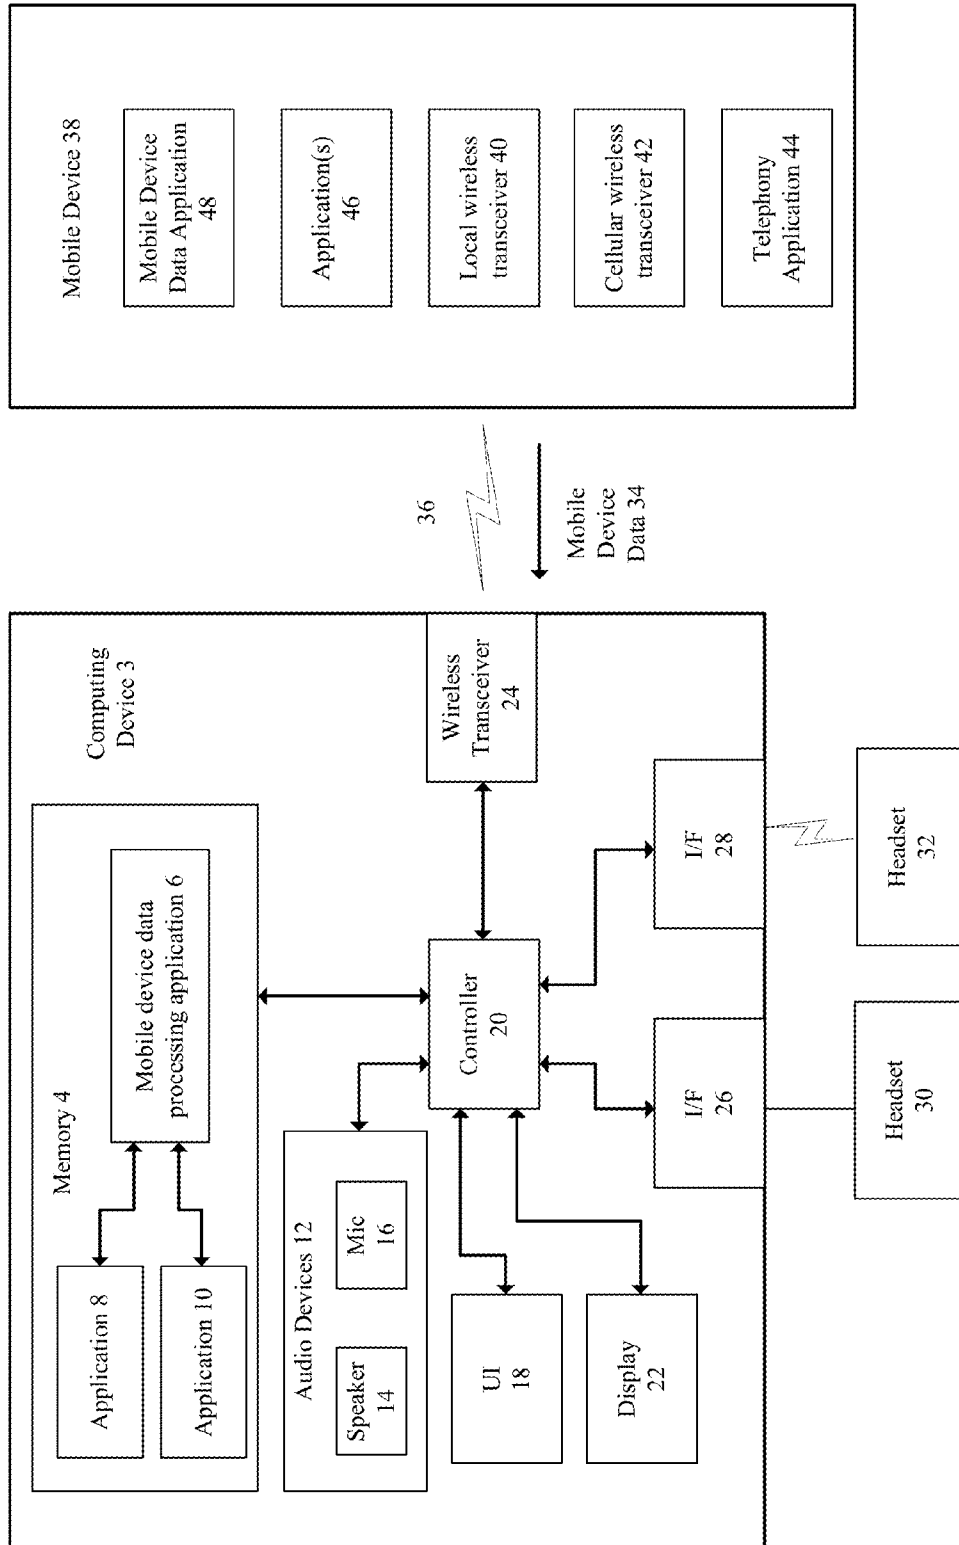 Computing
Device 3
Memory 4
Application 8
Application 10
Mobile device data
processing application 6
Audio Devices 12
Speaker
14
Mic
16
UI
18
Display
22
Controller
20
Wireless
Transceiver
24
I/F
26
I/F
28
Headset
30
Headset
32
36
Mobile
Device
Data 34
Mobile Device 38
Mobile Device
Data Application
48
Application(s)
46
Local wireless
transceiver 40
Cellular wireless
transceiver 42
Telephony
Application 44